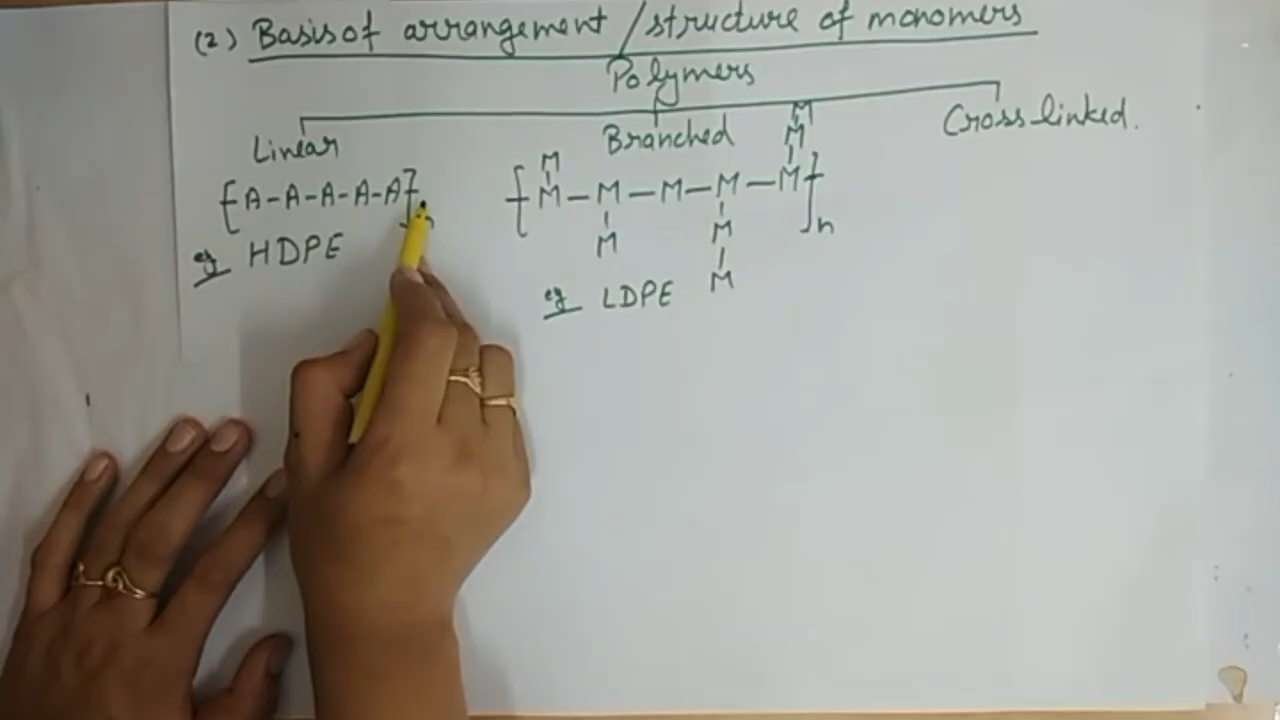 (2) Basis of arrangement / structure of monomers
Polymers
Linear Branched Cross linked.
[A-A-A-A-A]n
eg HDPE
M M
M
[M-M-M-M-M]n
M M
M
eg LDPE